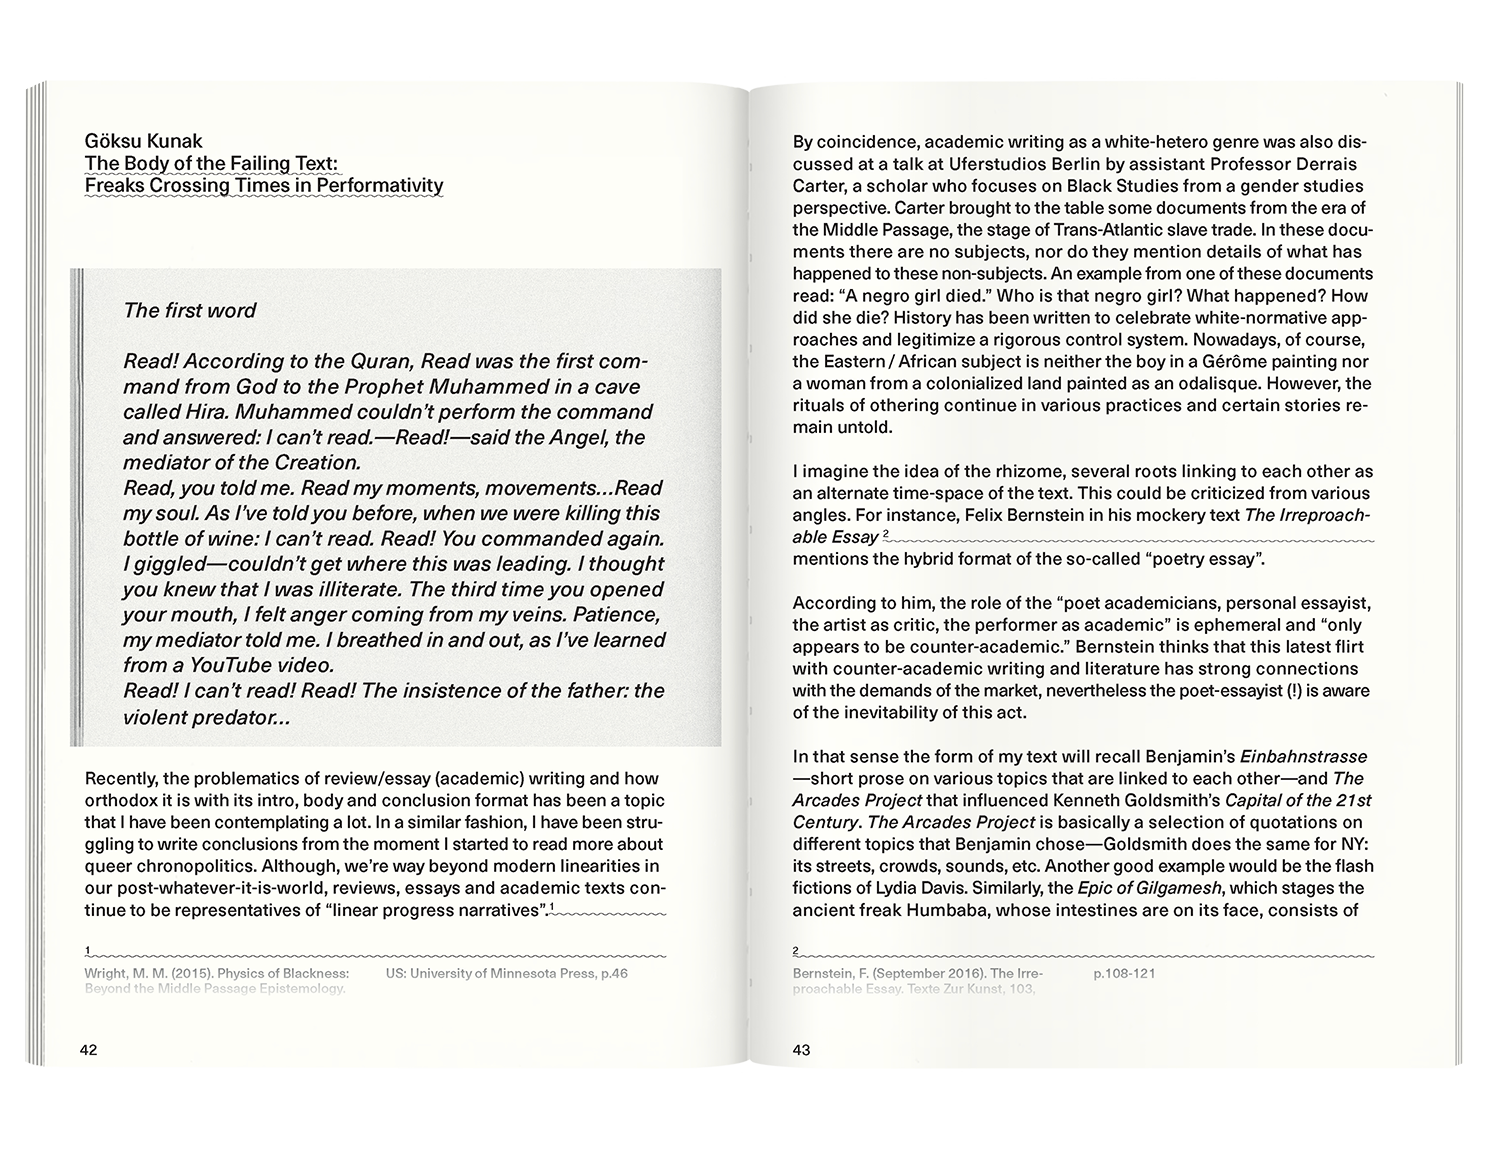 Göksu Kunak
The Body of the Failing Text:
Freaks Crossing Times in Performativity
The first word
Read! According to the Quran, Read was the first com-
mand from God to the Prophet Muhammed in a cave
called Hira. Muhammed couldn’t perform the command
and answered: I can’t read.—Read!—said the Angel, the
mediator of the Creation.
Read, you told me. Read my moments, movements...Read
my soul. As I’ve told you before, when we were killing this
bottle of wine: I can’t read. Read! You commanded again.
I giggled—couldn’t get where this was leading. I thought
you knew that I was illiterate. The third time you opened
your mouth, I felt anger coming from my veins. Patience,
my mediator told me. I breathed in and out, as I’ve learned
from a YouTube video.
Read! I can’t read! Read! The insistence of the father: the
violent predator...
Recently, the problematics of review/essay (academic) writing and how
orthodox it is with its intro, body and conclusion format has been a topic
that I have been contemplating a lot. In a similar fashion, I have been stru-
ggling to write conclusions from the moment I started to read more about
queer chronopolitics. Although, we’re way beyond modern linearities in
our post-whatever-it-is-world, reviews, essays and academic texts con-
tinue to be representatives of “linear progress narratives”.1
1
Wright, M. M. (2015). Physics of Blackness:
Beyond the Middle Passage Epistemology.
US: University of Minnesota Press, p.46
42
By coincidence, academic writing as a white-hetero genre was also dis-
cussed at a talk at Uferstudios Berlin by assistant Professor Derrais
Carter, a scholar who focuses on Black Studies from a gender studies
perspective. Carter brought to the table some documents from the era of
the Middle Passage, the stage of Trans-Atlantic slave trade. In these docu-
ments there are no subjects, nor do they mention details of what has
happened to these non-subjects. An example from one of these documents
read: “A negro girl died.” Who is that negro girl? What happened? How
did she die? History has been written to celebrate white-normative app-
roaches and legitimize a rigorous control system. Nowadays, of course,
the Eastern / African subject is neither the boy in a Gérôme painting nor
a woman from a colonialized land painted as an odalisque. However, the
rituals of othering continue in various practices and certain stories re-
main untold.
I imagine the idea of the rhizome, several roots linking to each other as
an alternate time-space of the text. This could be criticized from various
angles. For instance, Felix Bernstein in his mockery text The Irreproach-
able Essay 2
mentions the hybrid format of the so-called “poetry essay”.
According to him, the role of the “poet academicians, personal essayist,
the artist as critic, the performer as academic” is ephemeral and “only
appears to be counter-academic.” Bernstein thinks that this latest flirt
with counter-academic writing and literature has strong connections
with the demands of the market, nevertheless the poet-essayist (!) is aware
of the inevitability of this act.
In that sense the form of my text will recall Benjamin’s Einbahnstrasse
—short prose on various topics that are linked to each other—and The
Arcades Project that influenced Kenneth Goldsmith’s Capital of the 21st
Century. The Arcades Project is basically a selection of quotations on
different topics that Benjamin chose—Goldsmith does the same for NY:
its streets, crowds, sounds, etc. Another good example would be the flash
fictions of Lydia Davis. Similarly, the Epic of Gilgamesh, which stages the
ancient freak Humbaba, whose intestines are on its face, consists of
2
Bernstein, F. (September 2016). The Irre-
proachable Essay. Texte Zur Kunst, 103,
p.108-121
43